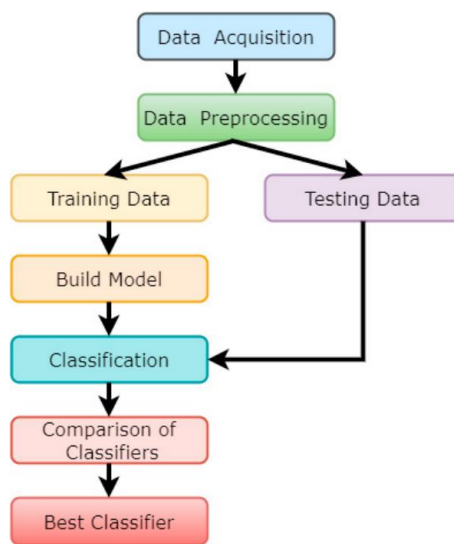 Data Acquisition
Data Preprocessing
Training Data
Testing Data
Build Model
Classification
Comparison of
Classifiers
Best Classifier